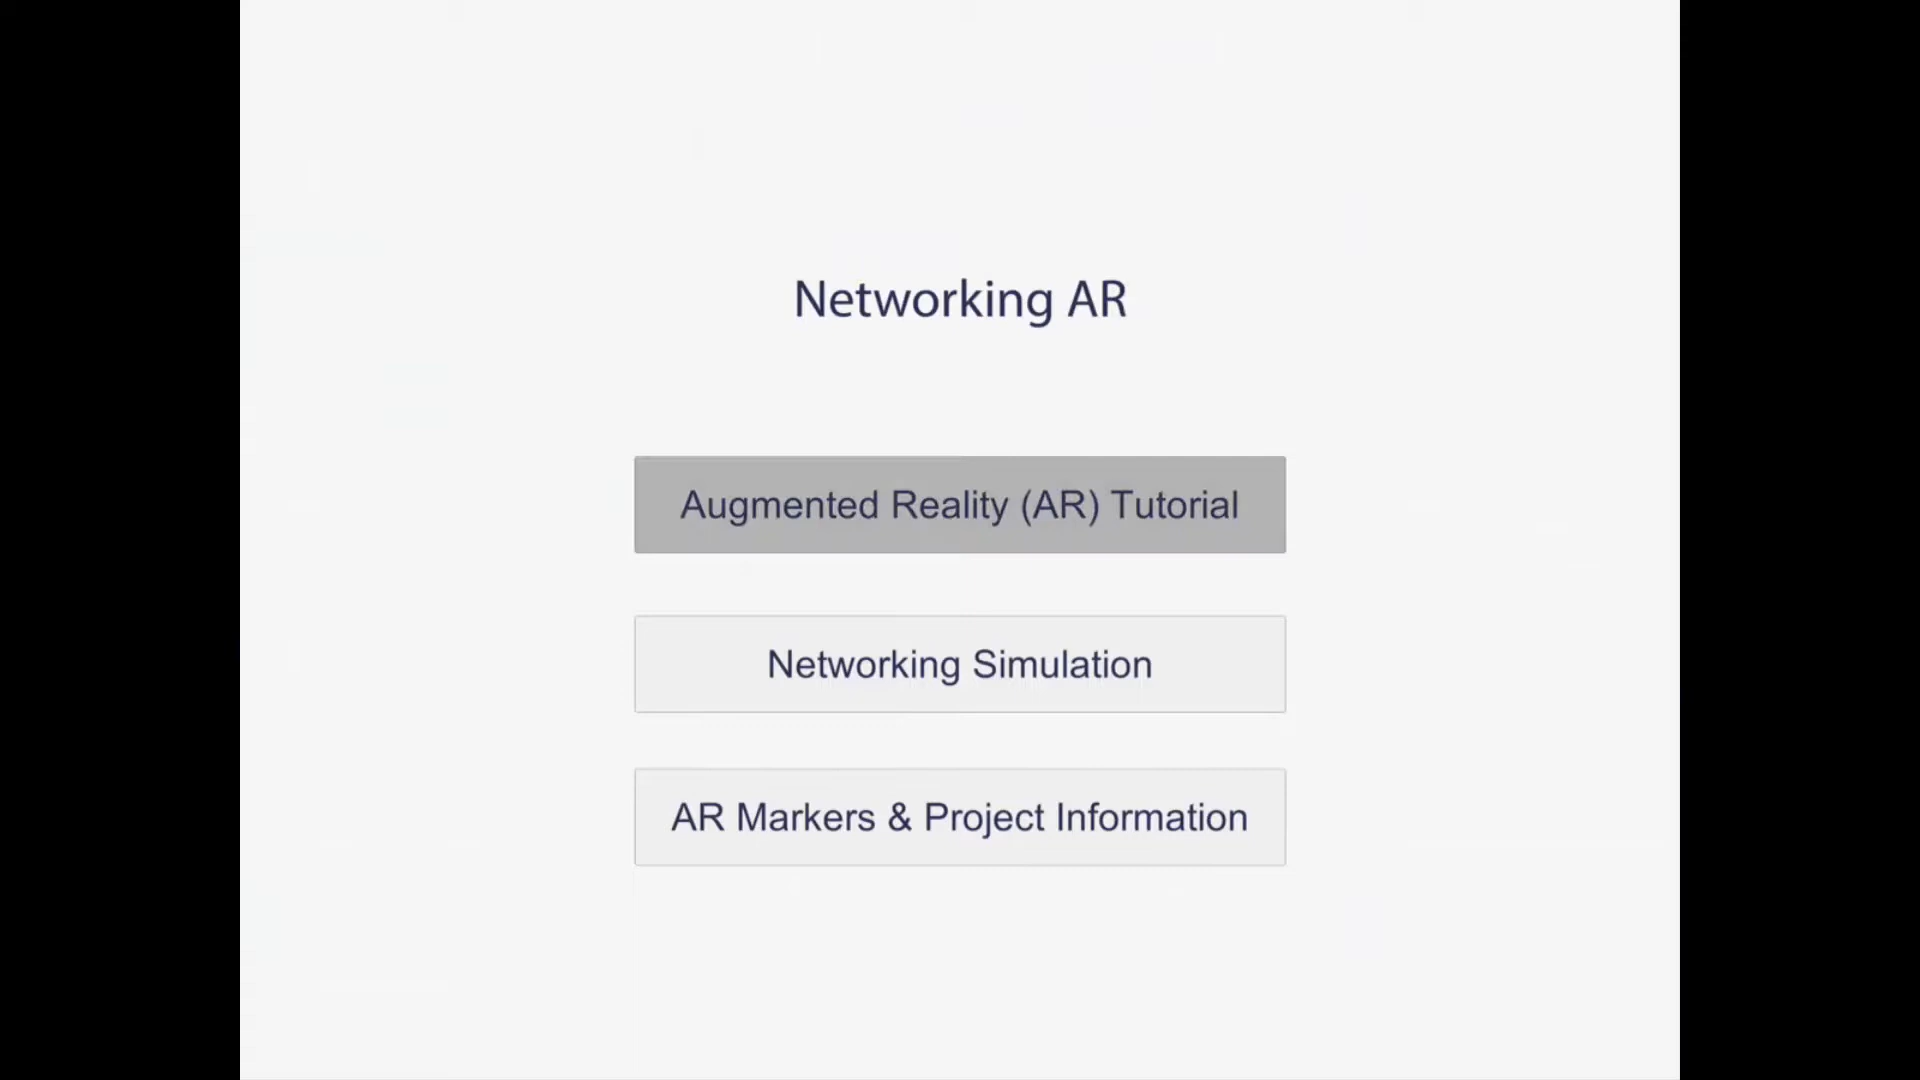 Networking AR
Augmented Reality (AR) Tutorial
Networking Simulation
AR Markers & Project Information